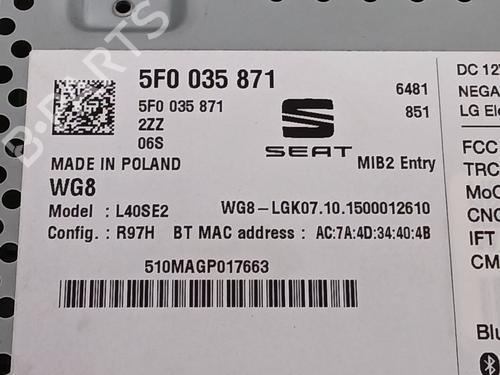 B-PARTS
5F0 035 871
5F0 035 871
2ZZ
06S
MADE IN POLAND
WG8
SEAT
6481
851
MIB2 Entry
Model : L40SE2
WG8-LGK07.10.1500012610
Config. : R97H BT MAC address : AC:7A:4D:34:40:4B
510MAGP017663
DC 12V
NEGA
LG Ele
FCC
TRC
MoC
CNC
IFT
CM
Blu